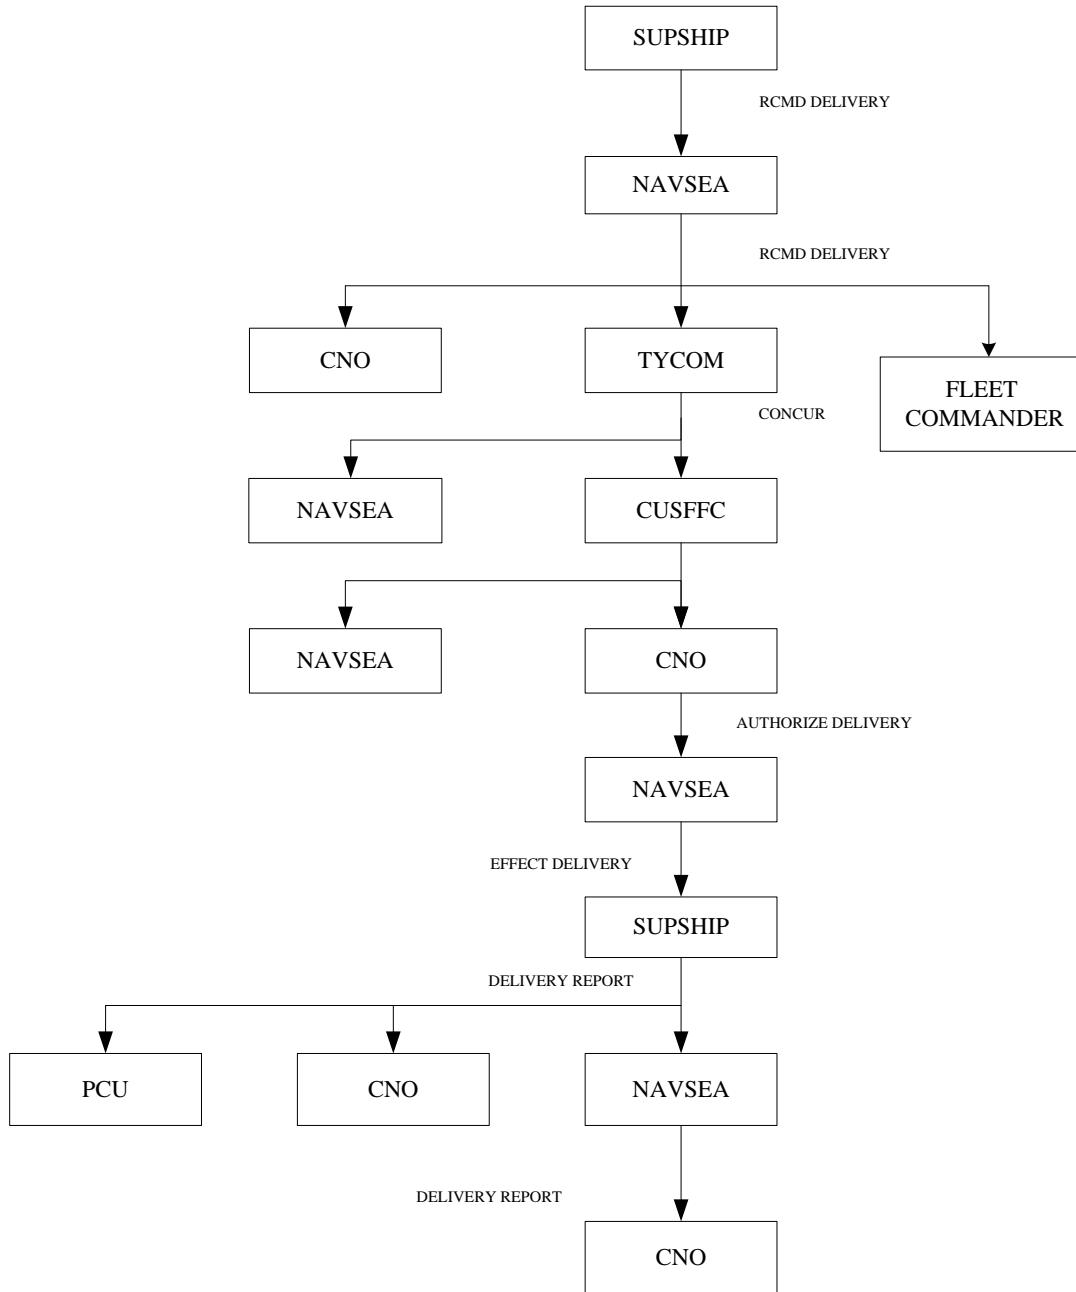 SUPSHIP
RCMD DELIVERY
NAVSEA
RCMD DELIVERY
CNO
TYCOM
FLEET
COMMANDER
CONCUR
NAVSEA
CUSFFC
NAVSEA
CNO
AUTHORIZE DELIVERY
NAVSEA
EFFECT DELIVERY
SUPSHIP
DELIVERY REPORT
PCU
CNO
NAVSEA
DELIVERY REPORT
CNO